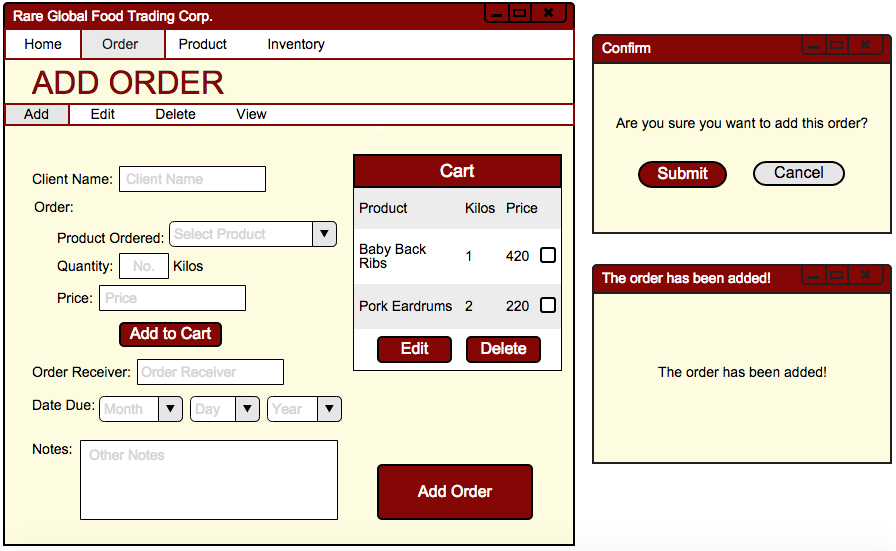 Rare Global Food Trading Corp.
Home Order Product Inventory
ADD ORDER
Add Edit Delete View
Client Name: Client Name
Order:
Product Ordered: Select Product
Quantity: No. Kilos
Price: Price
Add to Cart
Order Receiver: Order Receiver
Date Due: Month Day Year
Notes: Other Notes
Cart
Product Kilos Price
Baby Back
Ribs 1 420
Pork Eardrums 2 220
Edit Delete
Add Order
Confirm
Are you sure you want to add this order?
Submit Cancel
The order has been added!
The order has been added!